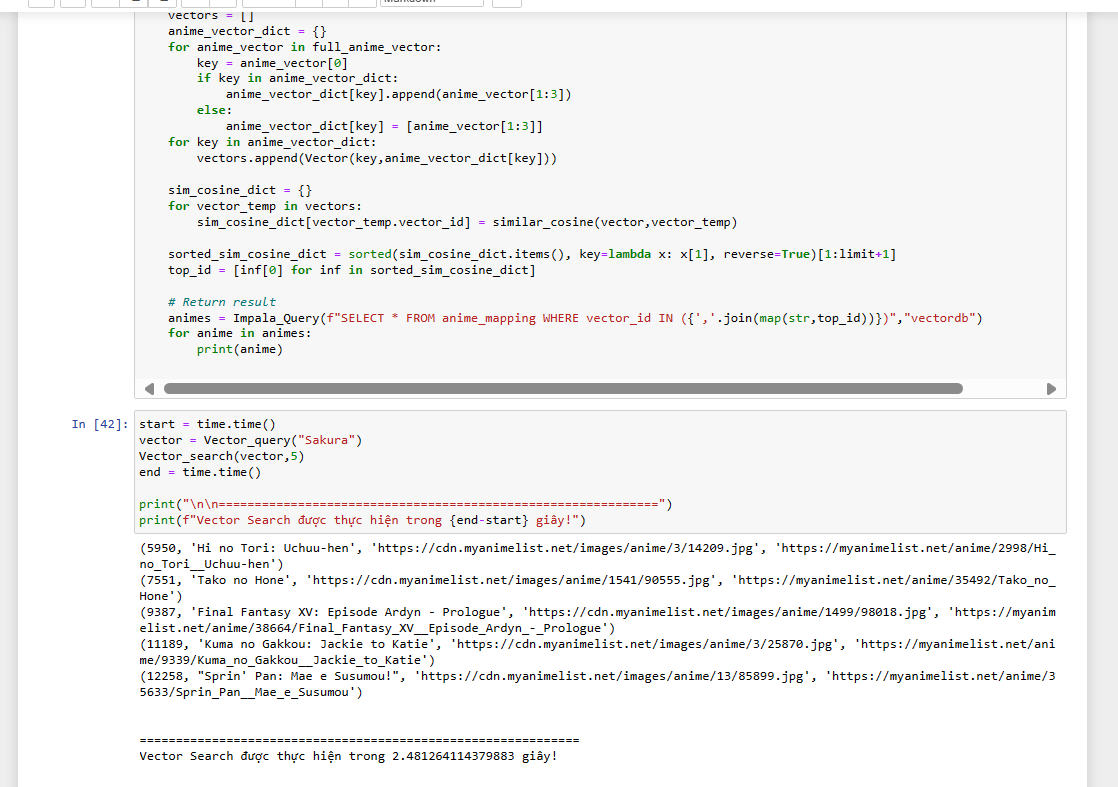 Markdown
vectors = []
anime_vector_dict = {}
for anime_vector in full_anime_vector:
key = anime_vector[0]
if key in anime_vector_dict:
anime_vector_dict[key].append(anime_vector[1:3])
else:
anime_vector_dict[key] = [anime_vector[1:3]]
for key in anime_vector_dict:
vectors.append(Vector(key,anime_vector_dict[key]))
sim_cosine_dict = {}
for vector_temp in vectors:
sim_cosine_dict[vector_temp.vector_id] = similar_cosine(vector,vector_temp)
sorted_sim_cosine_dict = sorted(sim_cosine_dict.items(), key=lambda x: x[1], reverse=True)[1:limit+1]
top_id = [inf[0] for inf in sorted_sim_cosine_dict]
# Return result
animes = Impala_Query(f"SELECT * FROM anime_mapping WHERE vector_id IN ({','.join(map(str,top_id))})","vectordb")
for anime in animes:
print(anime)
In [42]:
start = time.time()
vector = Vector_query("Sakura")
Vector_search(vector,5)
end = time.time()
print("\n\n=============================================================")
print(f"Vector Search được thực hiện trong {end-start} giây!")
(5950, 'Hi no Tori: Uchuu-hen', 'https://cdn.myanimelist.net/images/anime/3/14209.jpg', 'https://myanimelist.net/anime/2998/Hi_
no_Tori__Uchuu-hen')
(7551, 'Tako no Hone', 'https://cdn.myanimelist.net/images/anime/1541/90555.jpg', 'https://myanimelist.net/anime/35492/Tako_no_
Hone')
(9387, 'Final Fantasy XV: Episode Ardyn - Prologue', 'https://cdn.myanimelist.net/images/anime/1499/98018.jpg', 'https://myanim
elist.net/anime/38664/Final_Fantasy_XV__Episode_Ardyn_-_Prologue')
(11189, 'Kuma no Gakkou: Jackie to Katie', 'https://cdn.myanimelist.net/images/anime/3/25870.jpg', 'https://myanimelist.net/ani
me/9339/Kuma_no_Gakkou__Jackie_to_Katie')
(12258, "Sprin' Pan: Mae e Susumou!", 'https://cdn.myanimelist.net/images/anime/13/85899.jpg', 'https://myanimelist.net/anime/3
5633/Sprin_Pan__Mae_e_Susumou')
=============================================================
Vector Search được thực hiện trong 2.481264114379883 giây!